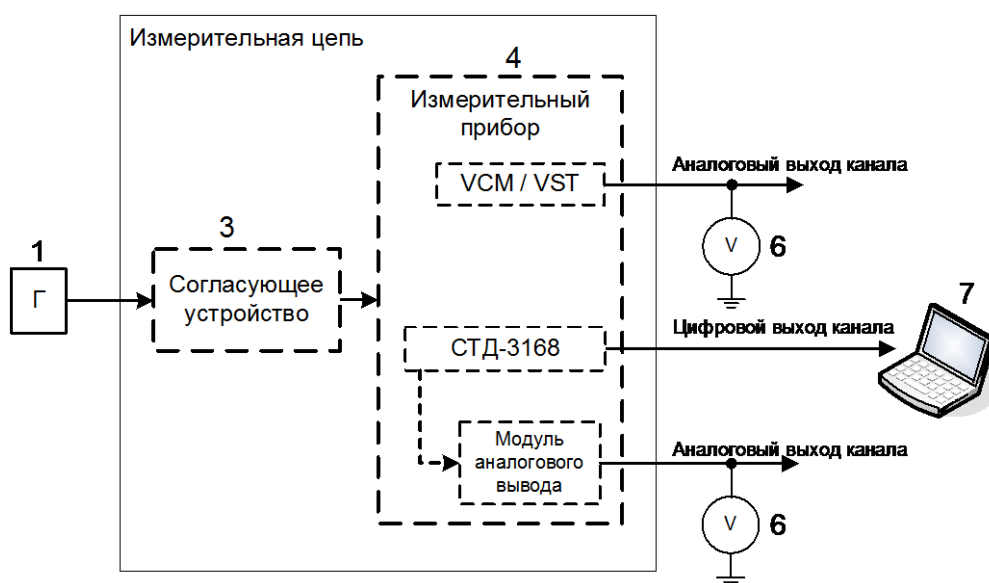 Измерительная цепь
4
Измерительный
прибор
VCM / VST
Аналоговый выход канала
V
6
3
Согласующее
устройство
1
Г
7
Цифровой выход канала
СТД-3168
Модуль
аналогового
вывода
Аналоговый выход канала
V
6